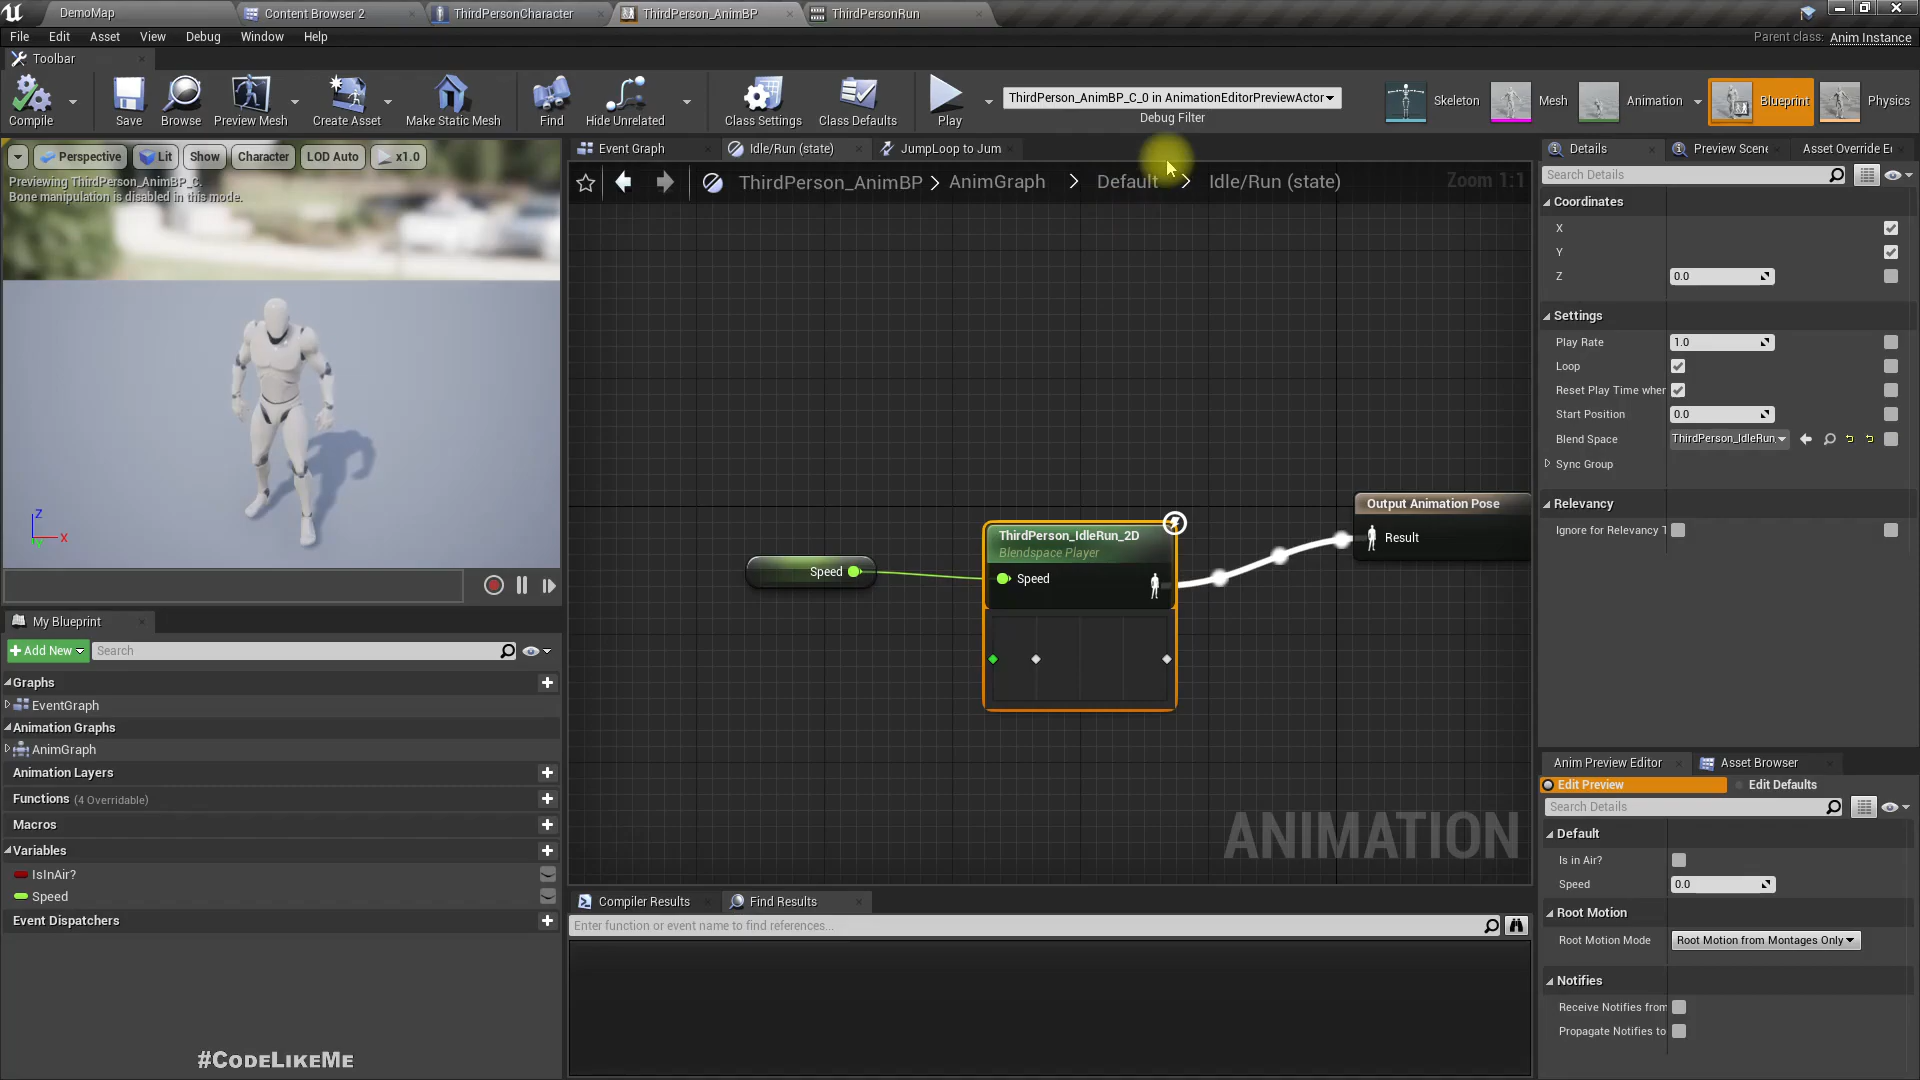 DemoMap
Content Browser 2
ThirdPersonCharacter
ThirdPerson_AnimBP
ThirdPersonRun
File Edit Asset View Debug Window Help
Parent class: Anim Instance
Toolbar
Compile
Save
Browse
Preview Mesh
Create Asset
Make Static Mesh
Find
Hide Unrelated
Class Settings
Class Defaults
Play
ThirdPerson_AnimBP_C_0 in AnimationEditorPreviewActor
Debug Filter
Skeleton
Mesh
Animation
Blueprint
Physics
Perspective
Lit
Show
Character
LOD Auto
x1.0
Previewing ThirdPerson_AnimBP_C.
Bone manipulation is disabled in this mode.
Z
X
Y
Event Graph
Idle/Run (state)
JumpLoop to Jum
ThirdPerson_AnimBP > AnimGraph > Default > Idle/Run (state)
Zoom 1:1
Speed
ThirdPerson_IdleRun_2D
Blendspace Player
Speed
Output Animation Pose
Result
ANIMATION
My Blueprint
Add New
Search
Graphs
EventGraph
Animation Graphs
AnimGraph
Animation Layers
Functions (4 Overridable)
Macros
Variables
IsInAir?
Speed
Event Dispatchers
#CodeLikeMe
Compiler Results
Find Results
Enter function or event name to find references...
Details
Preview Scene
Asset Override E
Search Details
Coordinates
X
Y
Z 0.0
Settings
Play Rate 1.0
Loop
Reset Play Time when
Start Position 0.0
Blend Space ThirdPerson_IdleRun
Sync Group
Relevancy
Ignore for Relevancy T
Anim Preview Editor
Asset Browser
Edit Preview
Edit Defaults
Search Details
Default
Is in Air?
Speed 0.0
Root Motion
Root Motion Mode Root Motion from Montages Only
Notifies
Receive Notifies from
Propagate Notifies to